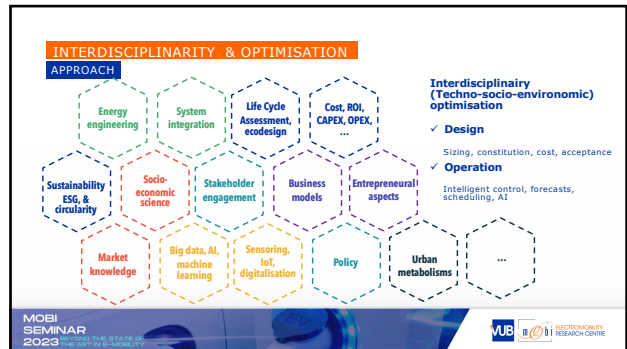 INTERDISCIPLINARITY & OPTIMISATION
APPROACH
Energy
engineering
System
integration
Life Cycle
Assessment,
ecodesign
Cost, ROI,
CAPEX, OPEX,
...
Sustainability
ESG, &
circularity
Socio-
economic
science
Stakeholder
engagement
Business
models
Entrepreneurial
aspects
Market
knowledge
Big data, AI,
machine
learning
Sensoring,
IoT,
digitalisation
Policy
Urban
metabolisms
...
Interdisciplinairy
(Techno-socio-environomic)
optimisation
✓ Design
Sizing, constitution, cost, acceptance
✓ Operation
Intelligent control, forecasts,
scheduling, AI
MOBI
SEMINAR
2023 BEYOND THE STATE OF
THE ART IN E-MOBILITY
EV
VUB mobi ELECTROMOBILITY
RESEARCH CENTRE